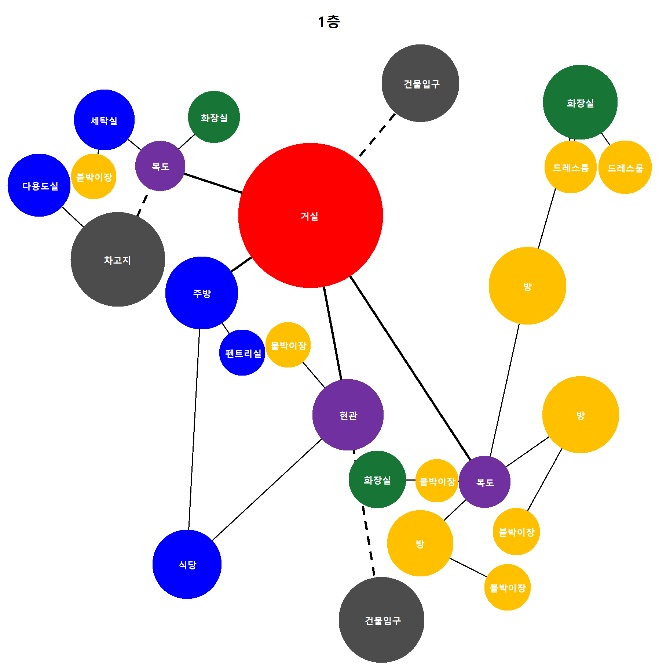 1층
건물입구
화장실
세탁실
화장실
복도
붙박이장
다용도실
드레스룸
드레스룸
거실
차고지
주방
방
펜트리실
붙박이장
현관
방
화장실
붙박이장
복도
붙박이장
방
식당
붙박이장
건물입구